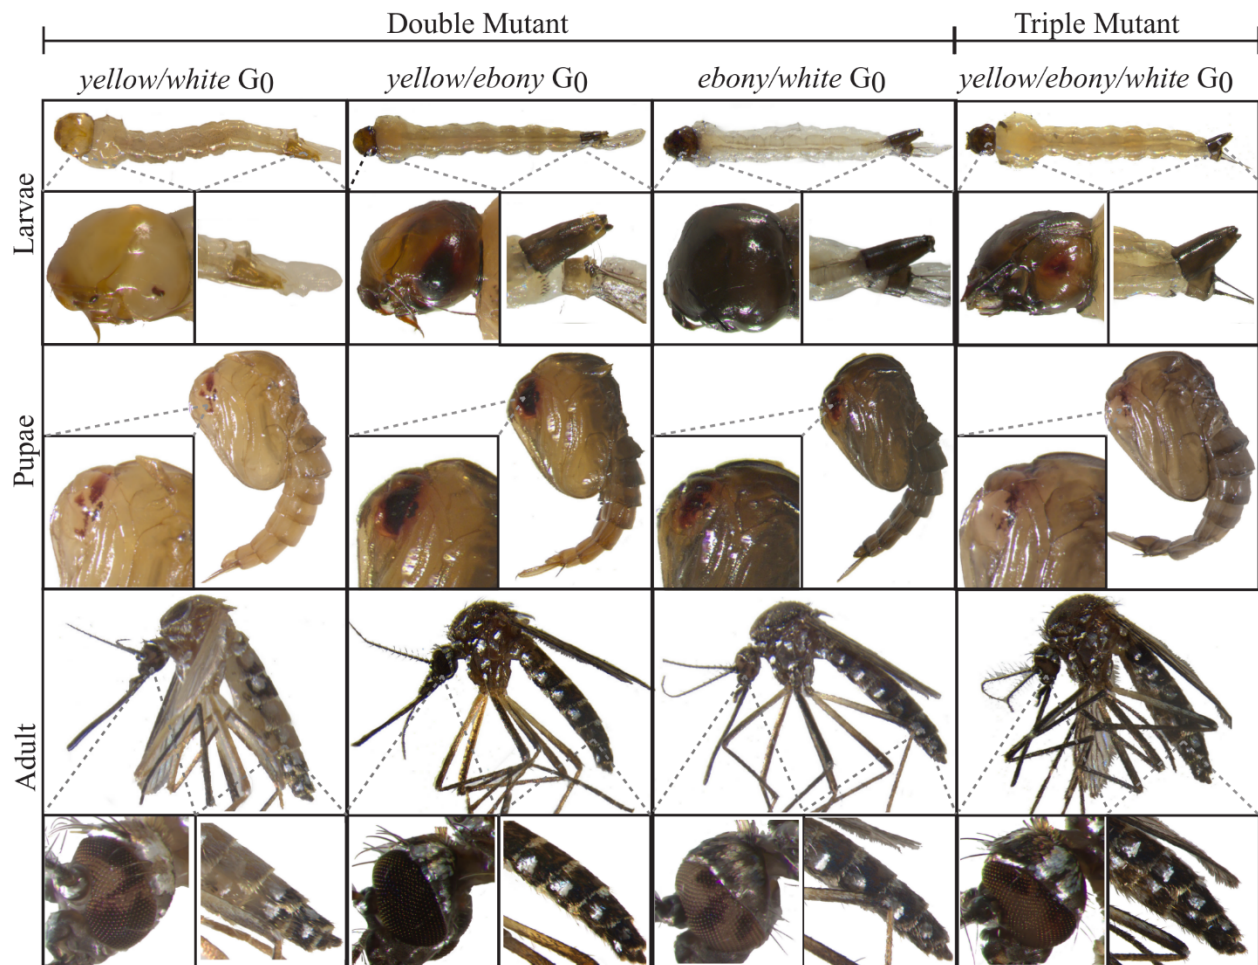 Double Mutant
Triple Mutant
yellow/white G0
yellow/ebony G0
ebony/white G0
yellow/ebony/white G0
Larvae
Pupae
Adult